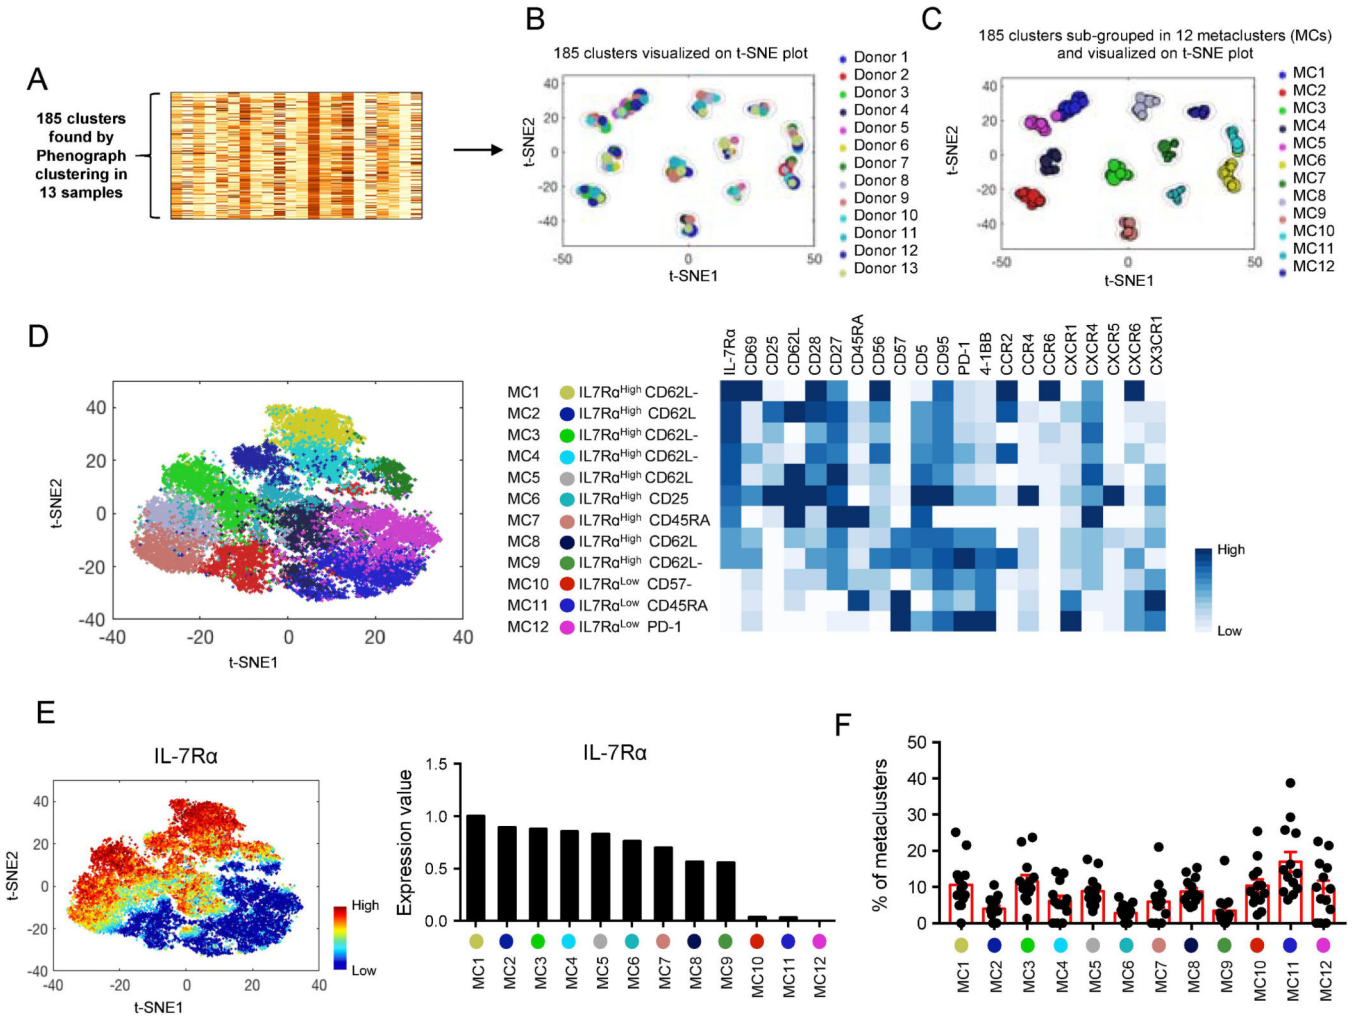 A
185 clusters
found by
Phenograph
clustering in
13 samples
B
185 clusters visualized on t-SNE plot
t-SNE2
40
20
0
-20
-40
-50
0
50
t-SNE1
Donor 1
Donor 2
Donor 3
Donor 4
Donor 5
Donor 6
Donor 7
Donor 8
Donor 9
Donor 10
Donor 11
Donor 12
Donor 13
C
185 clusters sub-grouped in 12 metaclusters (MCs)
and visualized on t-SNE plot
t-SNE2
40
20
0
-20
-40
-50
0
50
t-SNE1
MC1
MC2
MC3
MC4
MC5
MC6
MC7
MC8
MC9
MC10
MC11
MC12
D
t-SNE2
40
20
0
-20
-40
-40
-20
0
20
40
t-SNE1
IL-7Rα
CD69
CD25
CD62L
CD28
CD27
CD45RA
CD56
CD57
CD5
CD95
PD-1
4-1BB
CCR2
CCR4
CCR6
CXCR1
CXCR4
CXCR5
CXCR6
CX3CR1
MC1 IL7RαHigh CD62L-
MC2 IL7RαHigh CD62L
MC3 IL7RαHigh CD62L-
MC4 IL7RαHigh CD62L-
MC5 IL7RαHigh CD62L
MC6 IL7RαHigh CD25
MC7 IL7RαHigh CD45RA
MC8 IL7RαHigh CD62L
MC9 IL7RαHigh CD62L-
MC10 IL7RαLow CD57-
MC11 IL7RαLow CD45RA
MC12 IL7RαLow PD-1
High
Low
E
IL-7Rα
t-SNE2
40
20
0
-20
-40
-40
-20
0
20
40
t-SNE1
High
Low
IL-7Rα
Expression value
1.5
1.0
0.5
0.0
MC1
MC2
MC3
MC4
MC5
MC6
MC7
MC8
MC9
MC10
MC11
MC12
F
% of metaclusters
50
40
30
20
10
0
MC1
MC2
MC3
MC4
MC5
MC6
MC7
MC8
MC9
MC10
MC11
MC12